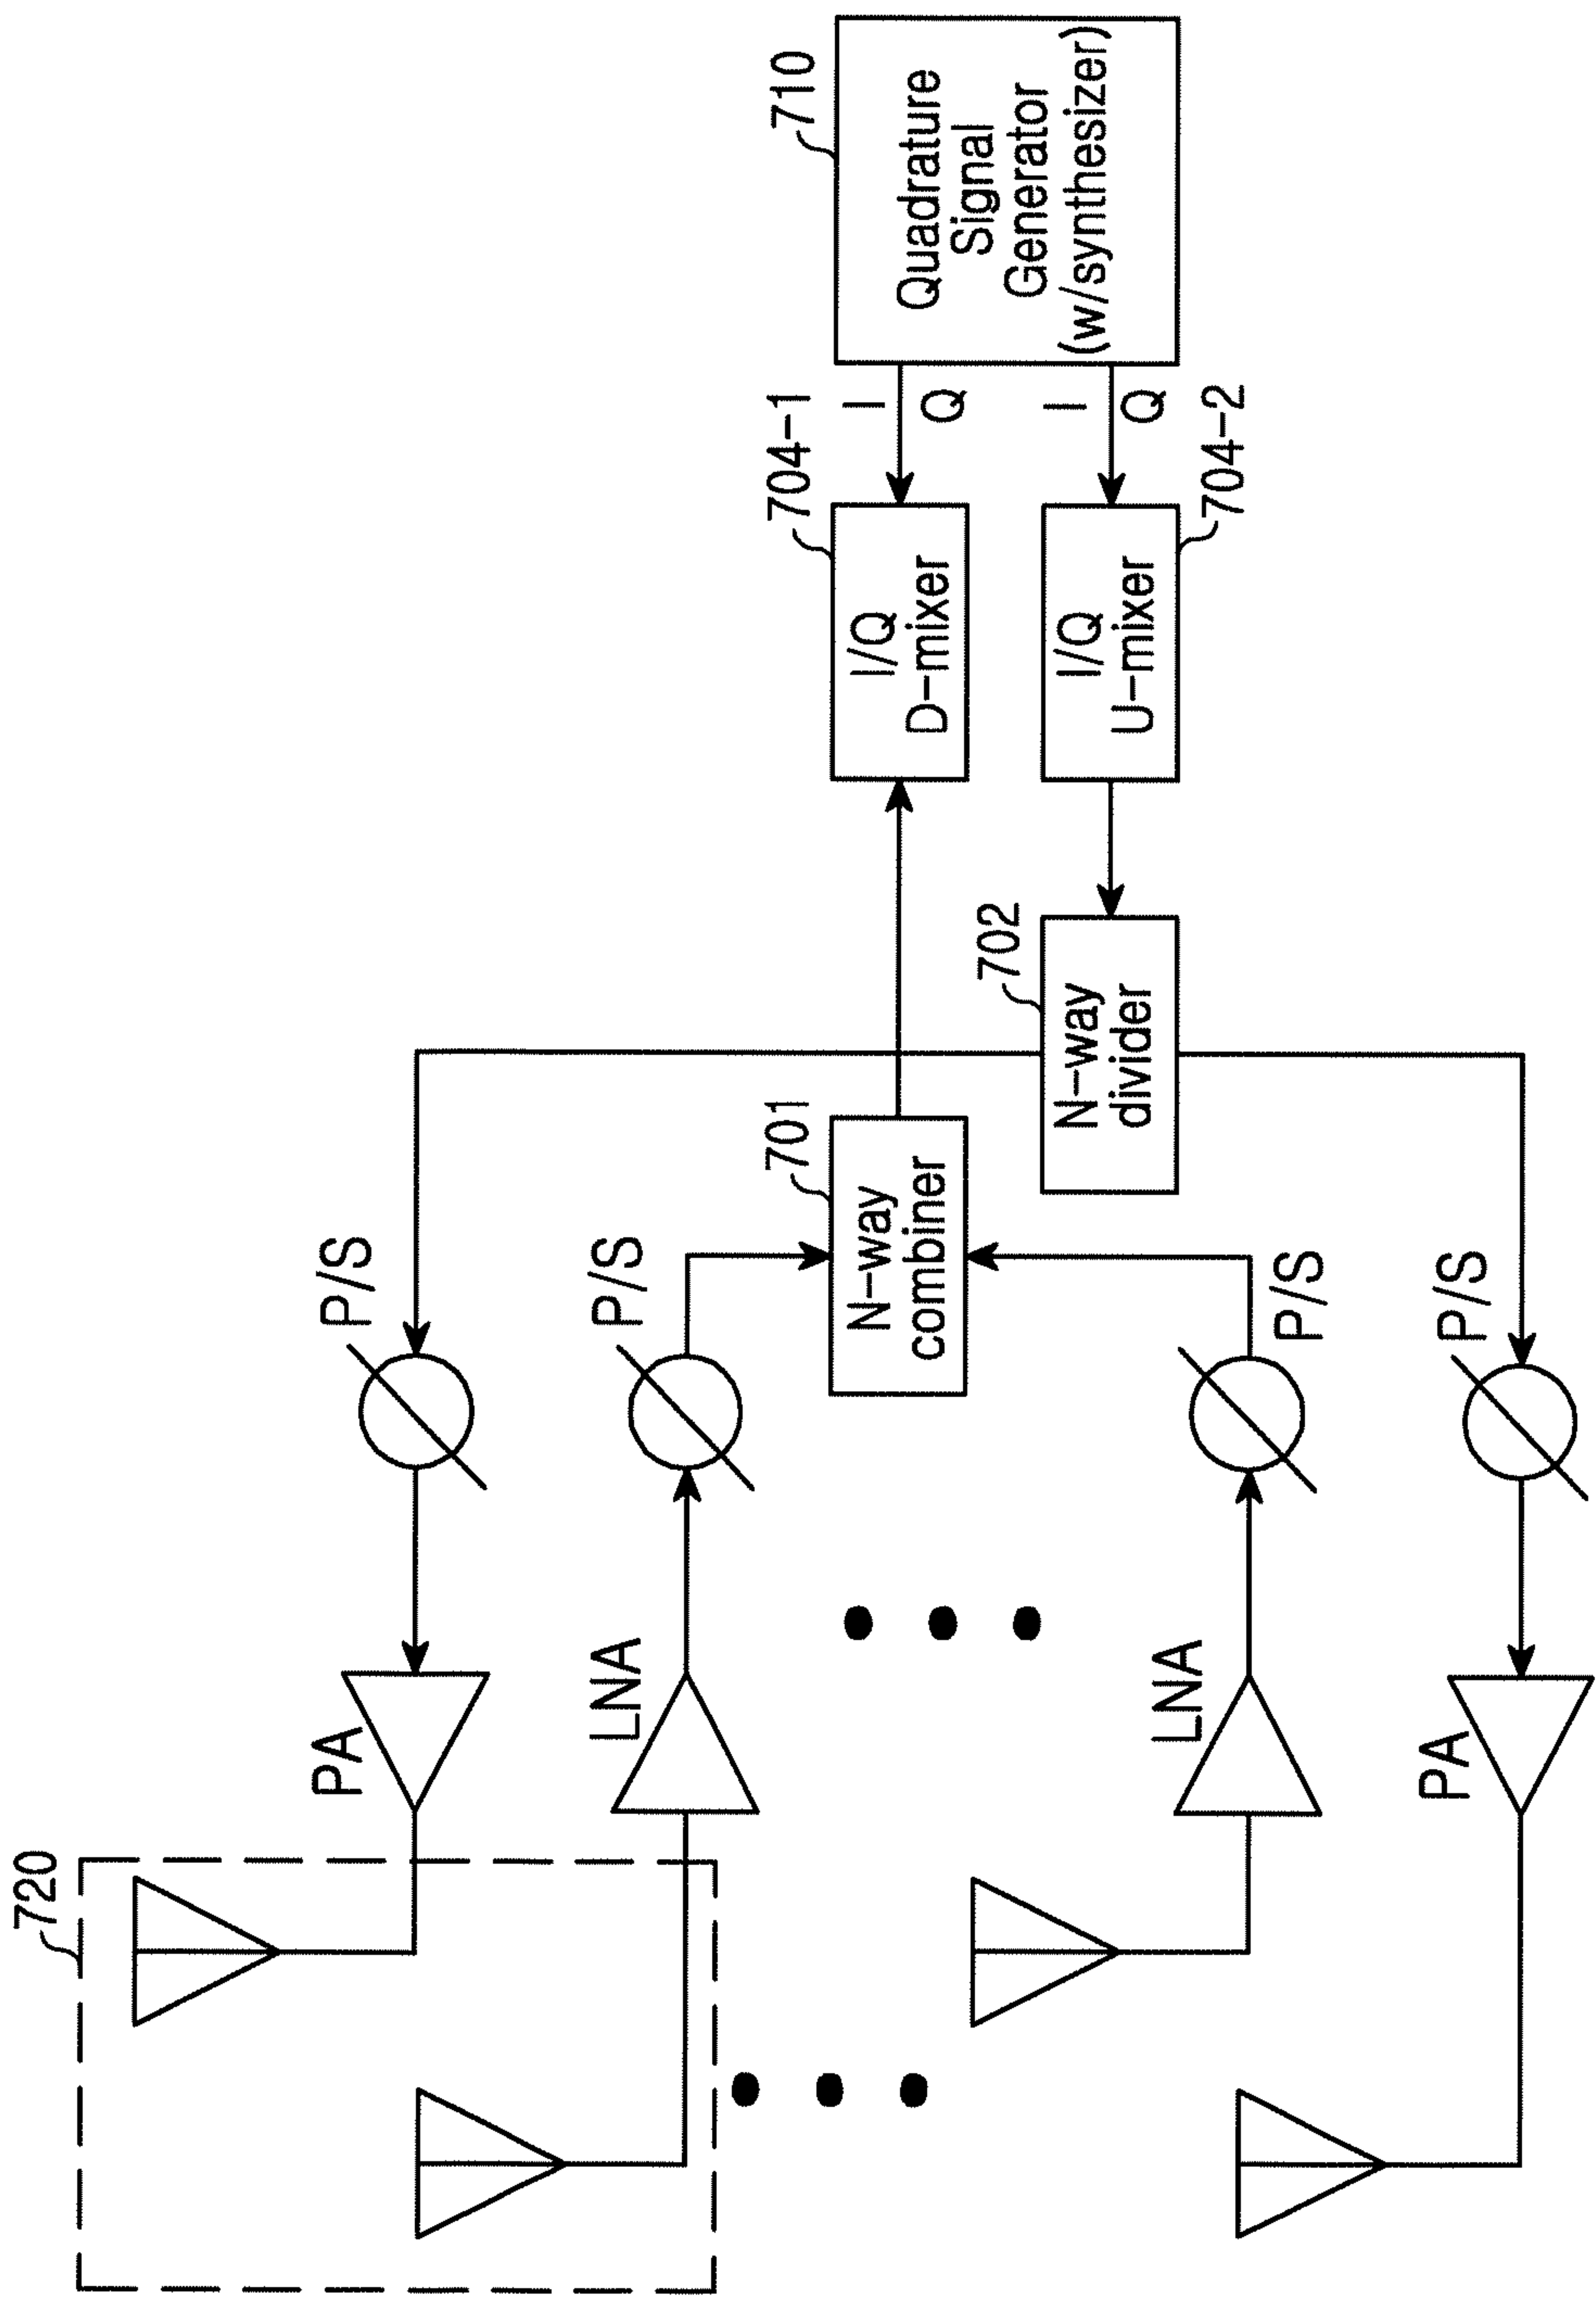 720
PA
P/S
LNA
P/S
N-way
combiner
701
N-way
divider
702
I/Q
D-mixer
704-1
I/Q
U-mixer
704-2
I
Q
I
Q
Quadrature
Signal
Generator
(w/synthesizer)
710
LNA
P/S
PA
P/S